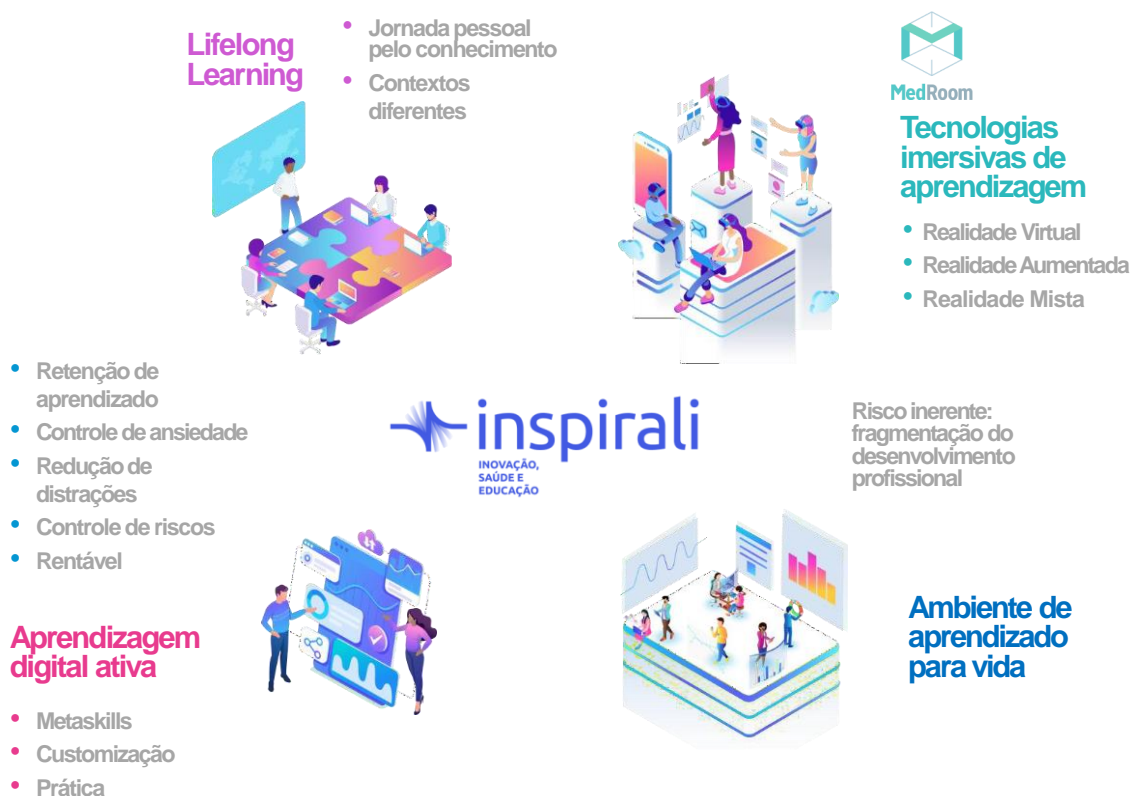 Lifelong
Learning
• Jornada pessoal
pelo conhecimento
• Contextos
diferentes
MedRoom
Tecnologias
imersivas de
aprendizagem
• Realidade Virtual
• Realidade Aumentada
• Realidade Mista
• Retenção de
aprendizado
• Controle de ansiedade
• Redução de
distrações
• Controle de riscos
• Rentável
inspirali
INOVAÇÃO,
SAÚDE E
EDUCAÇÃO
Risco inerente:
fragmentação do
desenvolvimento
profissional
Aprendizagem
digital ativa
• Metaskills
• Customização
• Prática
Ambiente de
aprendizado
para vida